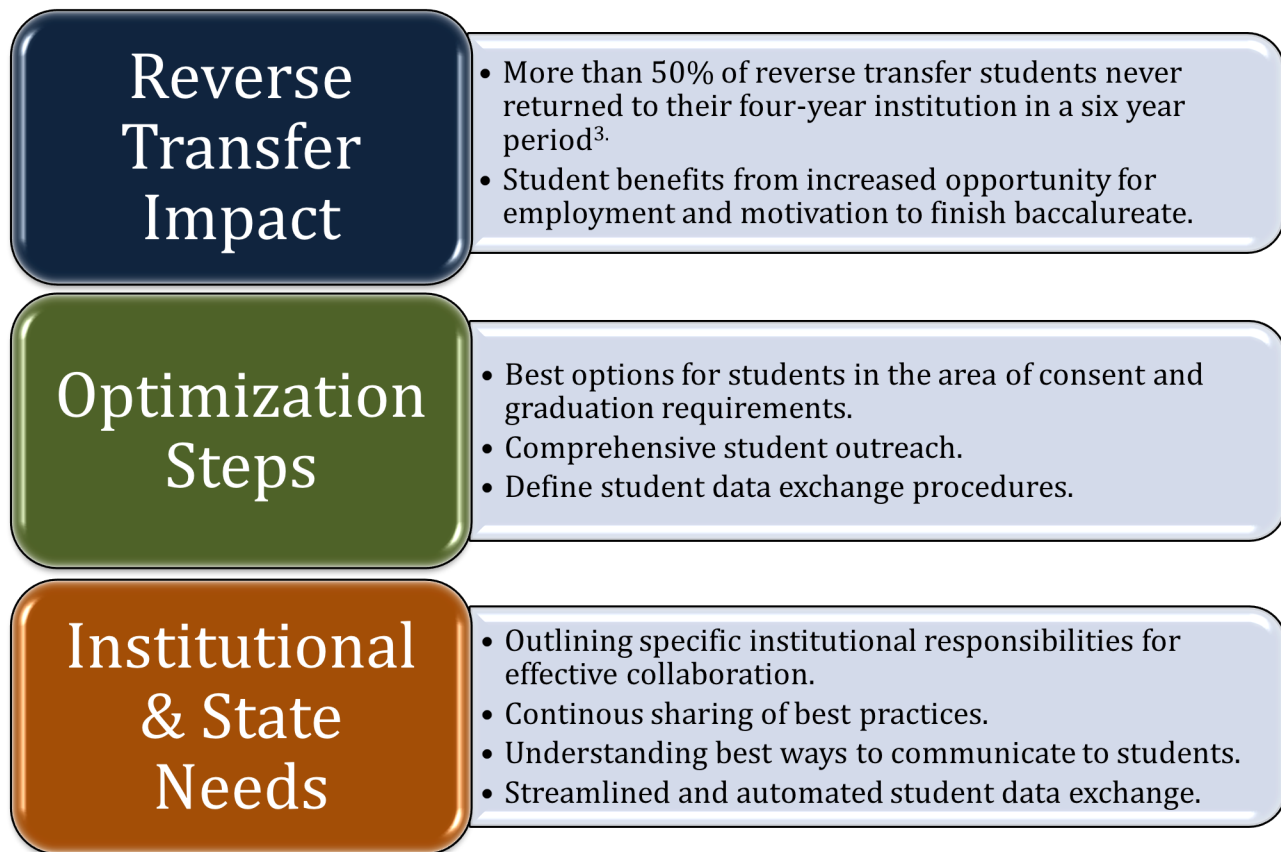 Reverse
Transfer
Impact
• More than 50% of reverse transfer students never
returned to their four-year institution in a six year
period3.
• Student benefits from increased opportunity for
employment and motivation to finish baccalureate.
Optimization
Steps
• Best options for students in the area of consent and
graduation requirements.
• Comprehensive student outreach.
• Define student data exchange procedures.
Institutional
& State
Needs
• Outlining specific institutional responsibilities for
effective collaboration.
• Continous sharing of best practices.
• Understanding best ways to communicate to students.
• Streamlined and automated student data exchange.